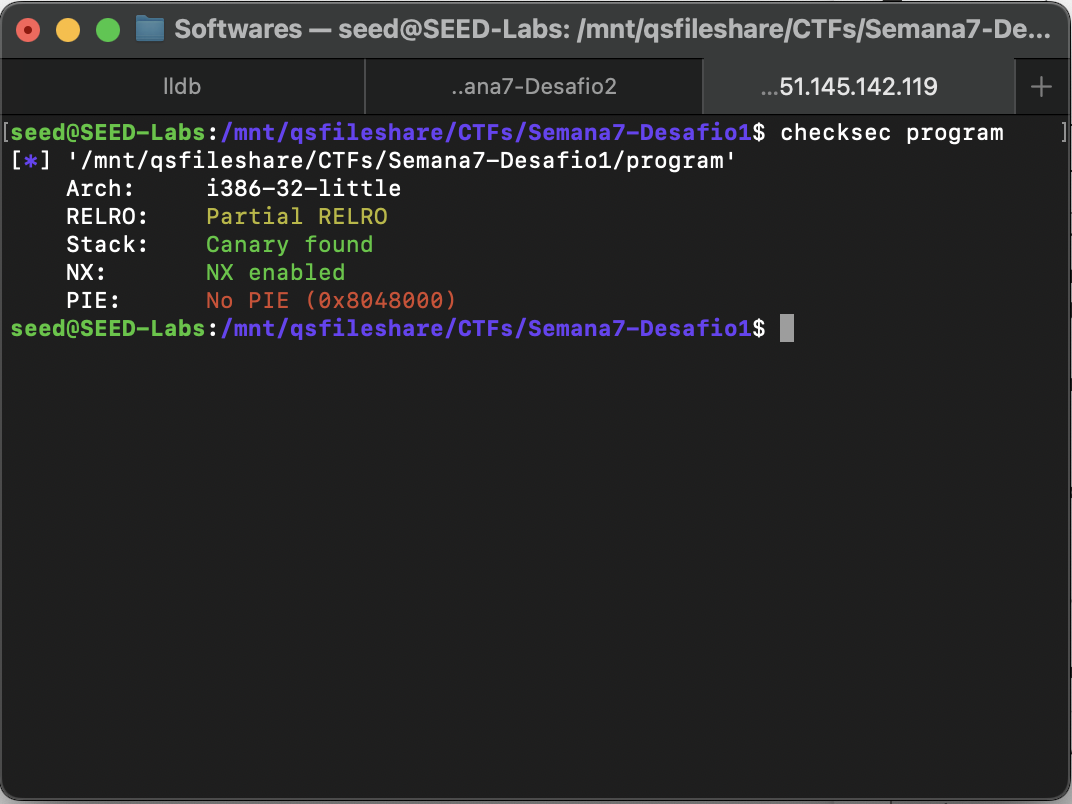 Softwares — seed@SEED-Labs: /mnt/qsfileshare/CTFs/Semana7-De...
lldb
..ana7-Desafio2
...51.145.142.119
+
[seed@SEED-Labs:/mnt/qsfileshare/CTFs/Semana7-Desafio1$ checksec program ]
[*] '/mnt/qsfileshare/CTFs/Semana7-Desafio1/program'
Arch: i386-32-little
RELRO: Partial RELRO
Stack: Canary found
NX: NX enabled
PIE: No PIE (0x8048000)
seed@SEED-Labs:/mnt/qsfileshare/CTFs/Semana7-Desafio1$